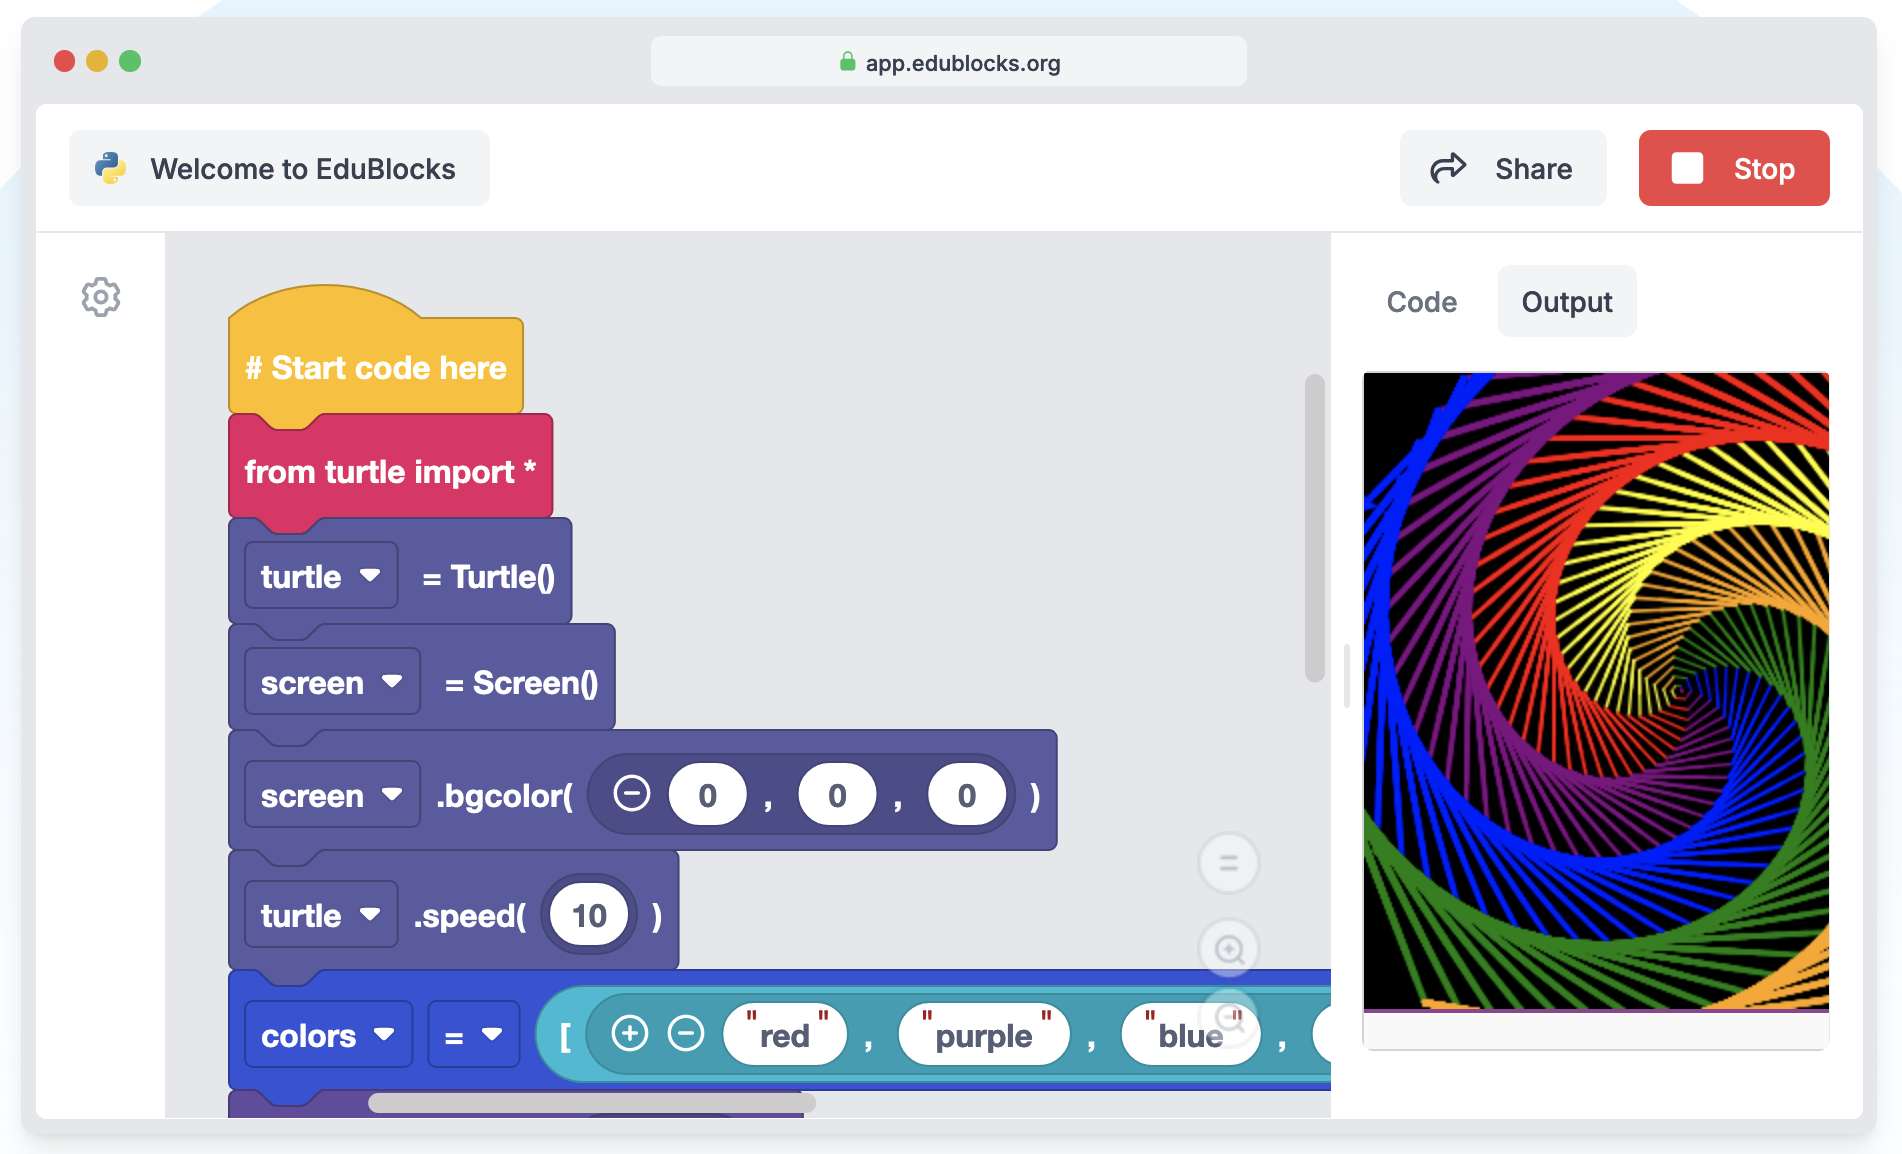 app.edublocks.org
Welcome to EduBlocks
Share
Stop
Code
Output
# Start code here
from turtle import *
turtle = Turtle()
screen = Screen()
screen .bgcolor( 0 , 0 , 0 )
turtle .speed( 10 )
colors = [ "red" , "purple" , "blue" ,